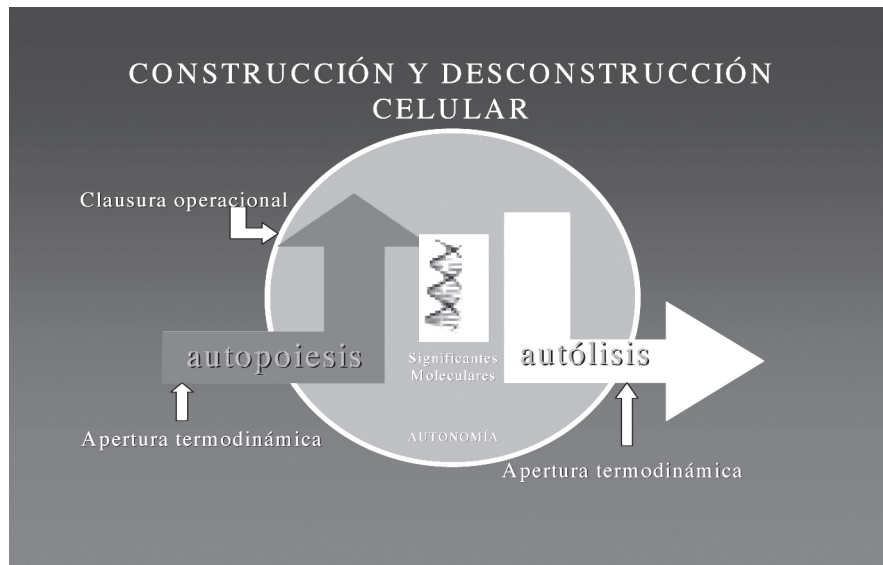 CONSTRUCCIÓN Y DESCONSTRUCCIÓN
CELULAR
Clausura operacional
autopoiesis
Significantes
Moleculares
autólisis
Apertura termodinámica
AUTONOMÍA
Apertura termodinámica